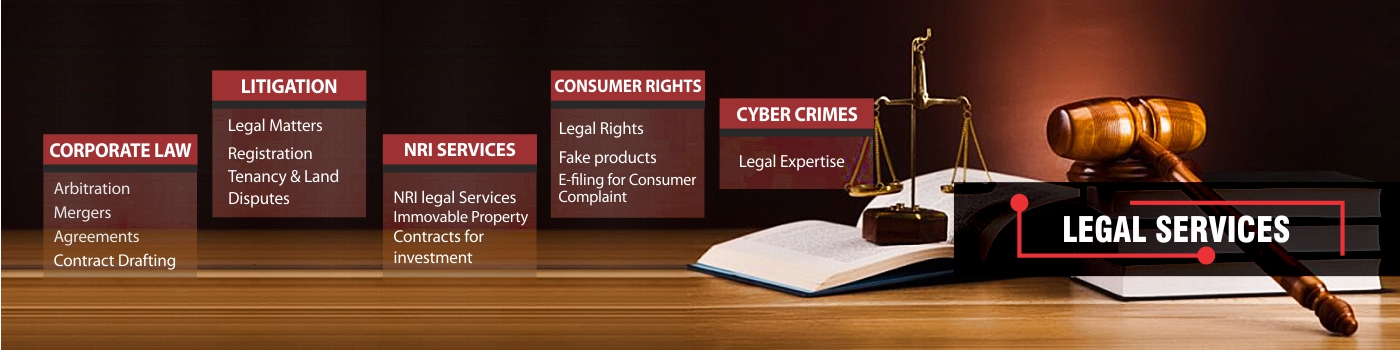 CORPORATE LAW
Arbitration
Mergers
Agreements
Contract Drafting
LITIGATION
Legal Matters
Registration
Tenancy & Land
Disputes
NRI SERVICES
NRI legal Services
Immovable Property
Contracts for
investment
CONSUMER RIGHTS
Legal Rights
Fake products
E-filing for Consumer
Complaint
CYBER CRIMES
Legal Expertise
LEGAL SERVICES